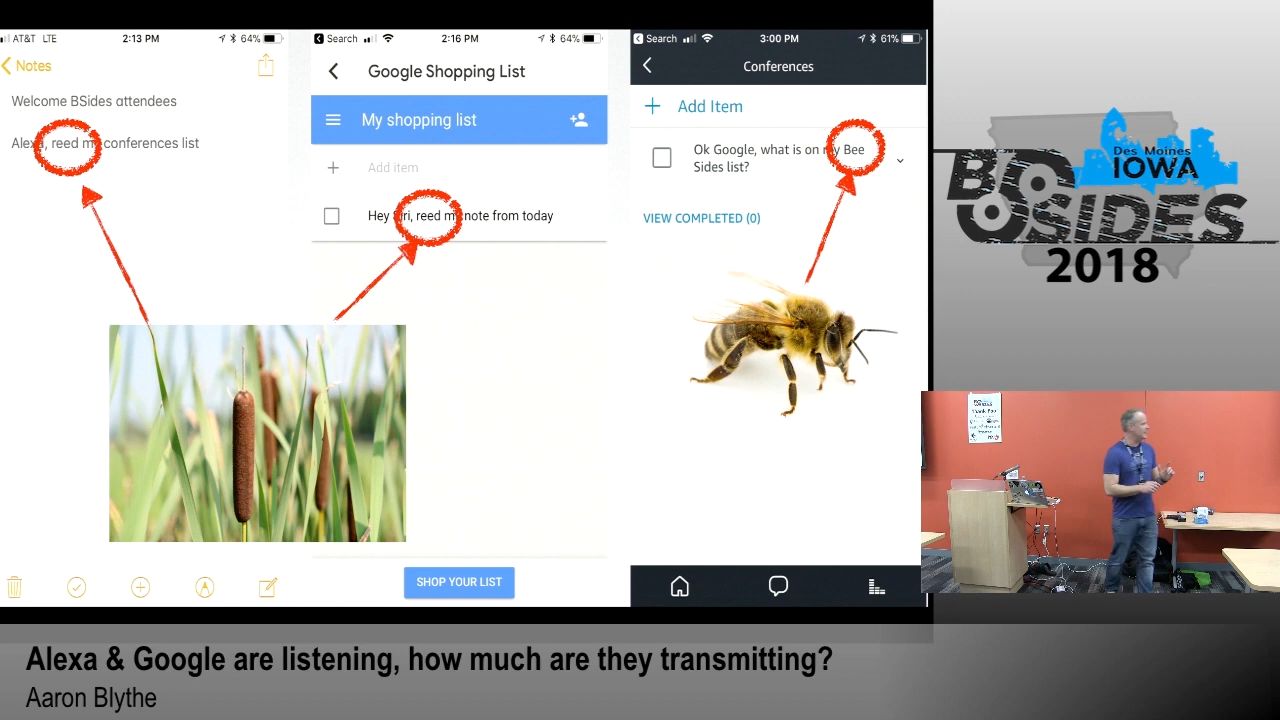 AT&T LTE 2:13 PM 64%
Notes
Welcome BSides attendees
Alexa, reed my conferences list
Search 2:16 PM 64%
Google Shopping List
My shopping list
Add item
Hey Siri, reed my note from today
SHOP YOUR LIST
Search 3:00 PM 61%
Conferences
Add Item
Ok Google, what is on my Bee
Sides list?
VIEW COMPLETED (0)
Des Moines
IOWA
BSIDES
2018
Thank You!
Alexa & Google are listening, how much are they transmitting?
Aaron Blythe